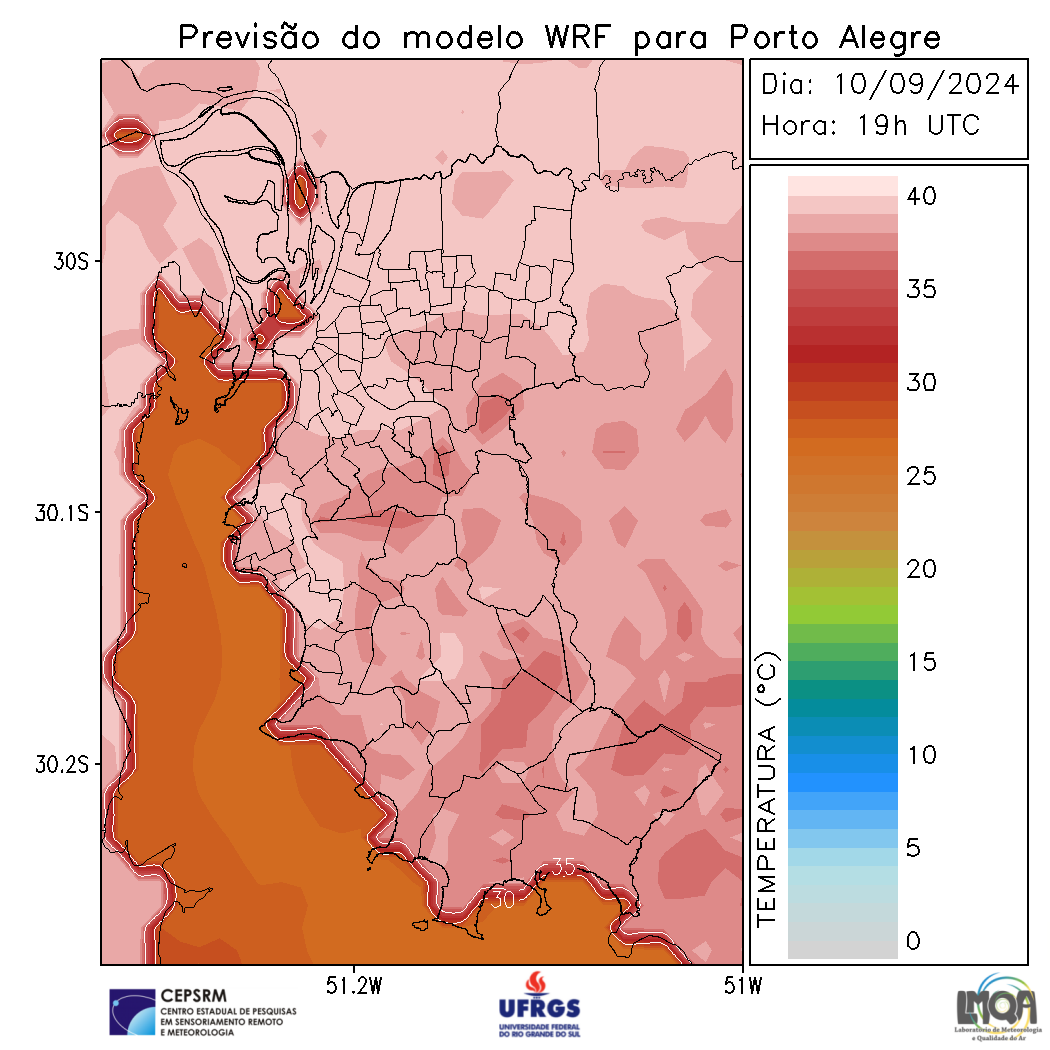 Previsão do modelo WRF para Porto Alegre
Dia: 10/09/2024
Hora: 19h UTC
40
35
30
25
20
15
10
5
0
TEMPERATURA (°C)
30S
30.1S
30.2S
35
30
51.2W
51W
CEPSRM
CENTRO ESTADUAL DE PESQUISAS
EM SENSORIAMENTO REMOTO
E METEOROLOGIA
UFRGS
UNIVERSIDADE FEDERAL
DO RIO GRANDE DO SUL
LMQA
Laboratório de Meteorologia
e Qualidade do Ar